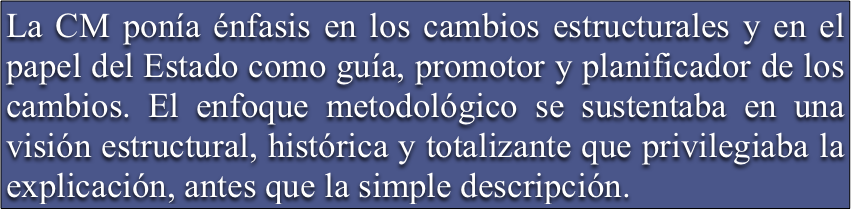 La CM ponía énfasis en los cambios estructurales y en el
papel del Estado como guía, promotor y planificador de los
cambios. El enfoque metodológico se sustentaba en una
visión estructural, histórica y totalizante que privilegiaba la
explicación, antes que la simple descripción.